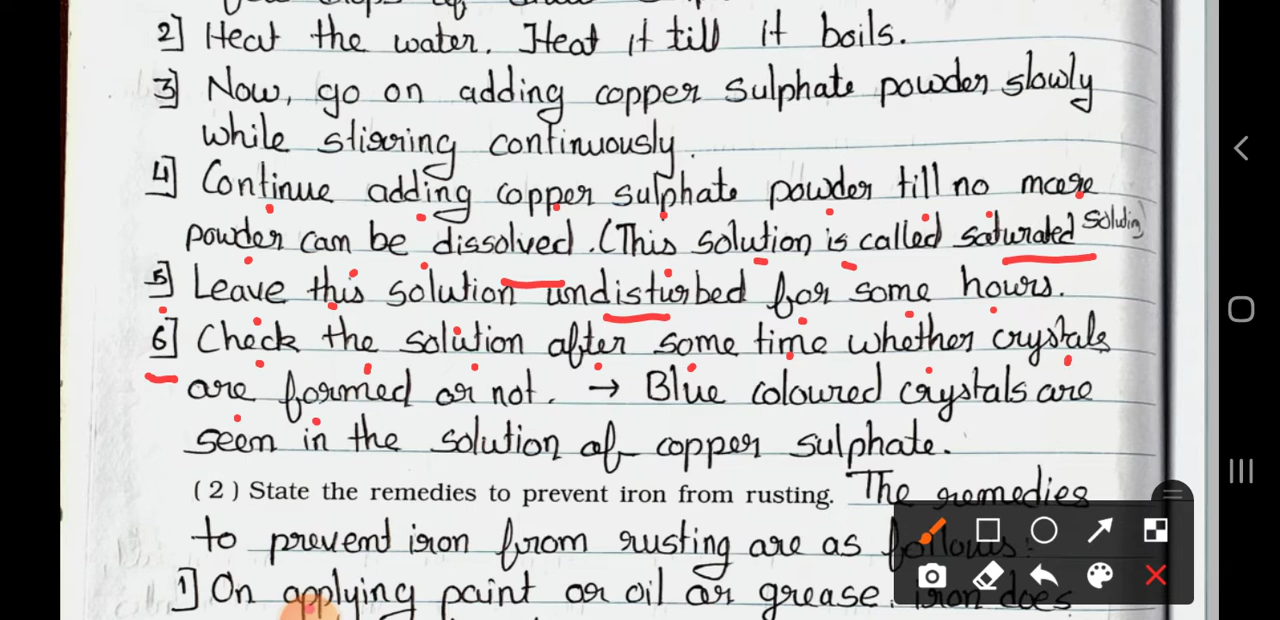 2] Heat the water. Heat it till it boils.
3] Now, go on adding copper sulphate powder slowly
while stirring continuously.
4] Continue adding copper sulphate powder till no more
powder can be dissolved. (This solution is called saturated solution)
5] Leave this solution undisturbed for some hours.
6] Check the solution after some time whether crystals
are formed or not. → Blue coloured crystals are
seen in the solution of copper sulphate.
(2) State the remedies to prevent iron from rusting. The remedies
to prevent iron from rusting are as follows:
1] On applying paint or oil or grease, iron does